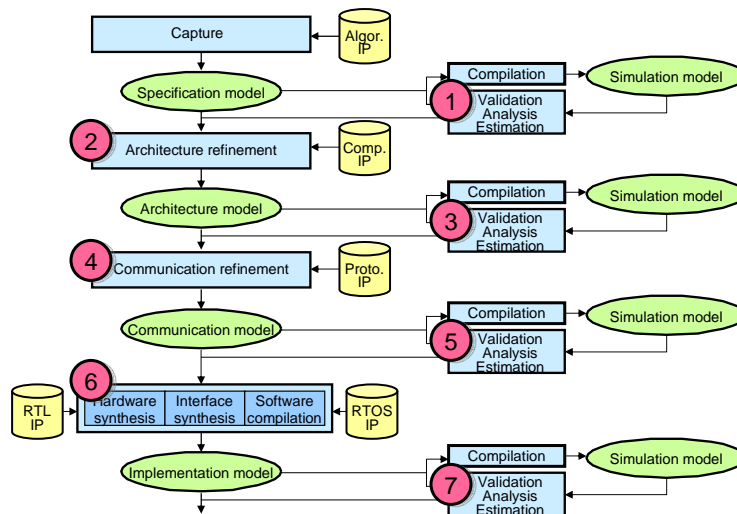 Capture
Algor.
IP
Specification model
Compilation
Simulation model
1
Validation
Analysis
Estimation
2
Architecture refinement
Comp.
IP
Architecture model
Compilation
Simulation model
3
Validation
Analysis
Estimation
4
Communication refinement
Proto.
IP
Communication model
Compilation
Simulation model
5
Validation
Analysis
Estimation
6
RTL
IP
Hardware
synthesis
Interface
synthesis
Software
compilation
RTOS
IP
Implementation model
Compilation
Simulation model
7
Validation
Analysis
Estimation